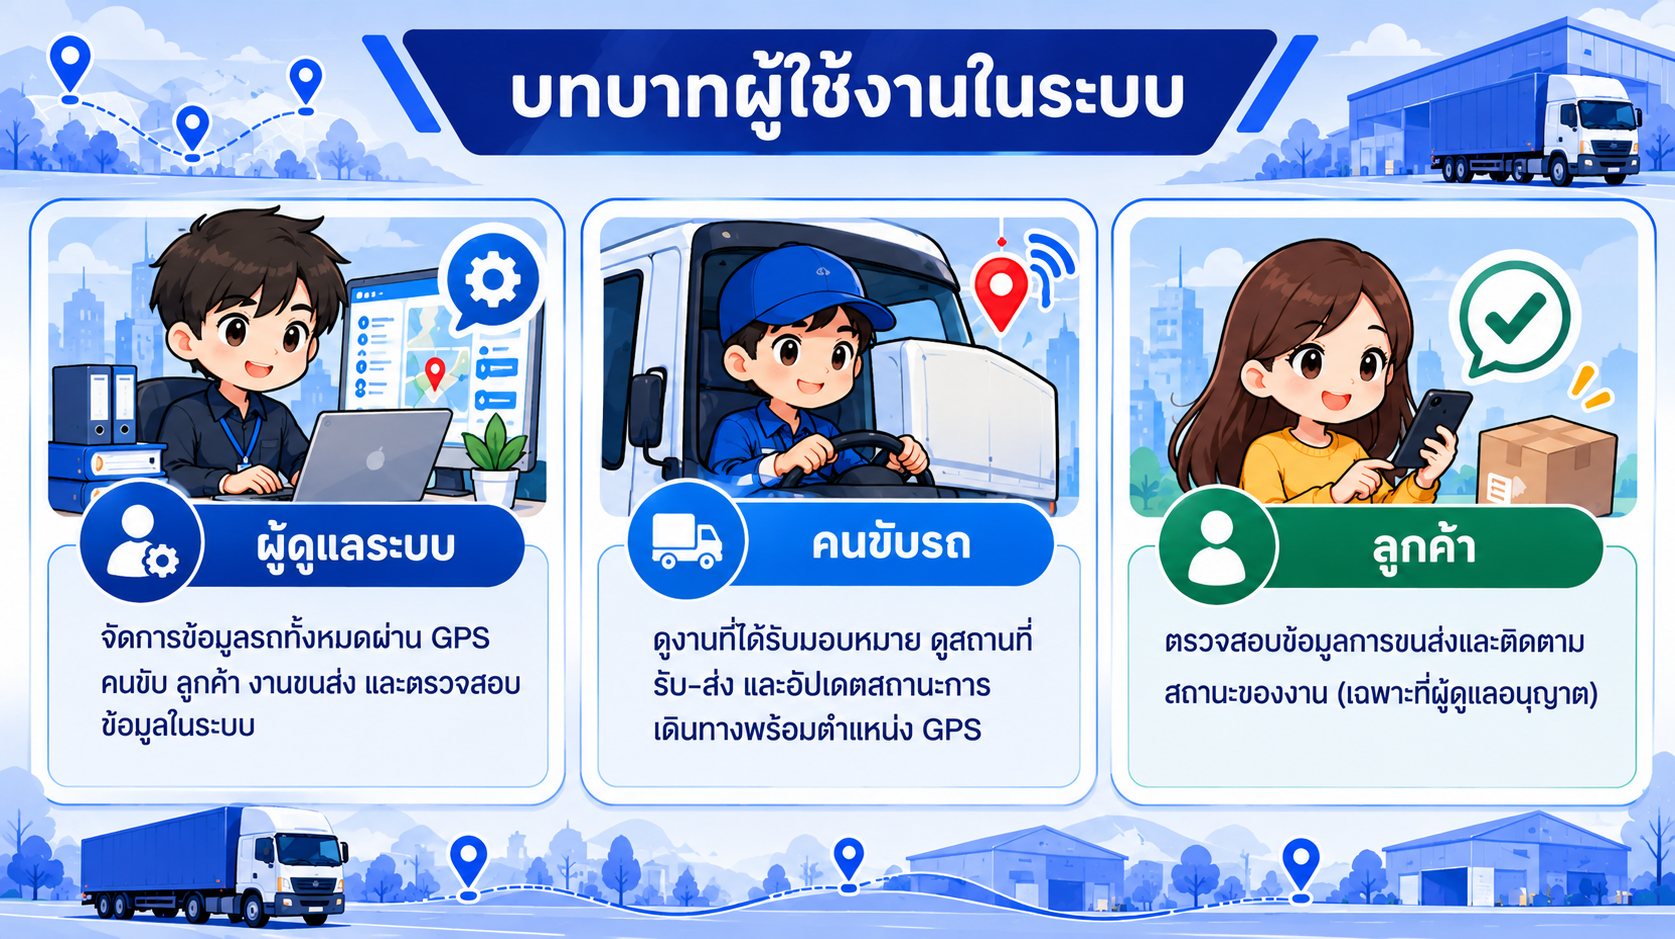 บทบาทผู้ใช้งานในระบบ
ผู้ดูแลระบบ
จัดการข้อมูลรถทั้งหมดผ่าน GPS
คนขับ ลูกค้า งานขนส่ง และตรวจสอบ
ข้อมูลในระบบ
คนขับรถ
ดูงานที่ได้รับมอบหมาย ดูสถานที่
รับ-ส่ง และอัปเดตสถานะการ
เดินทางพร้อมตำแหน่ง GPS
ลูกค้า
ตรวจสอบข้อมูลการขนส่งและติดตาม
สถานะของงาน (เฉพาะที่ผู้ดูแลอนุญาต)